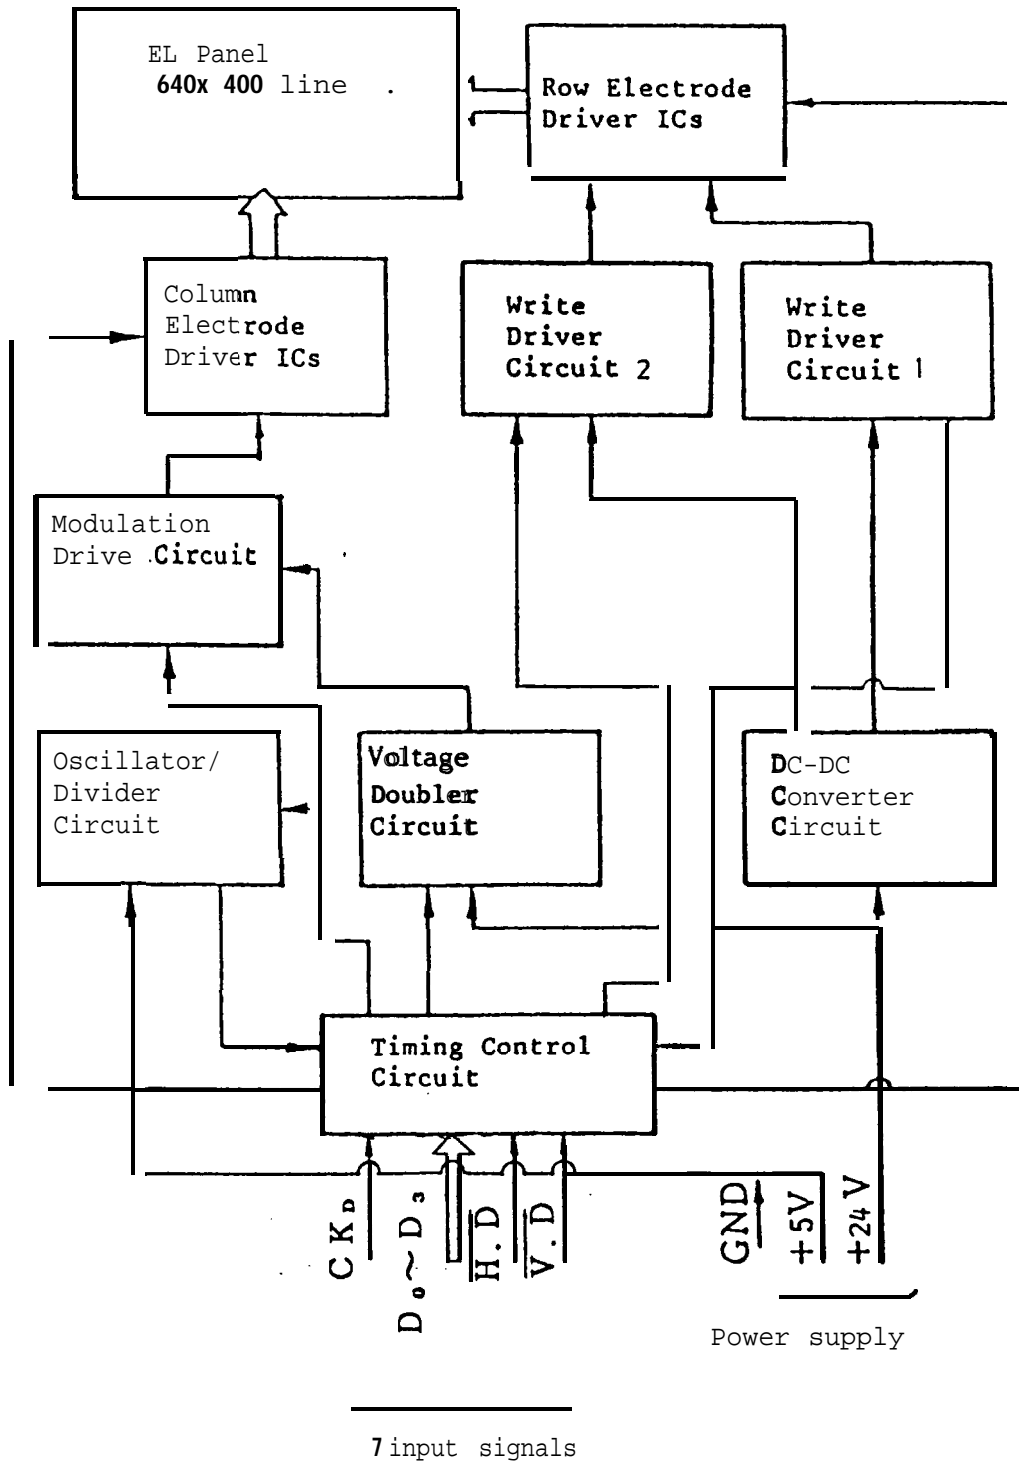 EL Panel
640x 400 line
Row Electrode
Driver ICs
Column
Electrode
Driver ICs
Write
Driver
Circuit 2
Write
Driver
Circuit 1
Modulation
Drive Circuit
Oscillator/
Divider
Circuit
Voltage
Doubler
Circuit
DC-DC
Converter
Circuit
Timing Control
Circuit
CKD
D0~D3
H.D
V.D
GND
+5V
+24V
Power supply
7 input signals